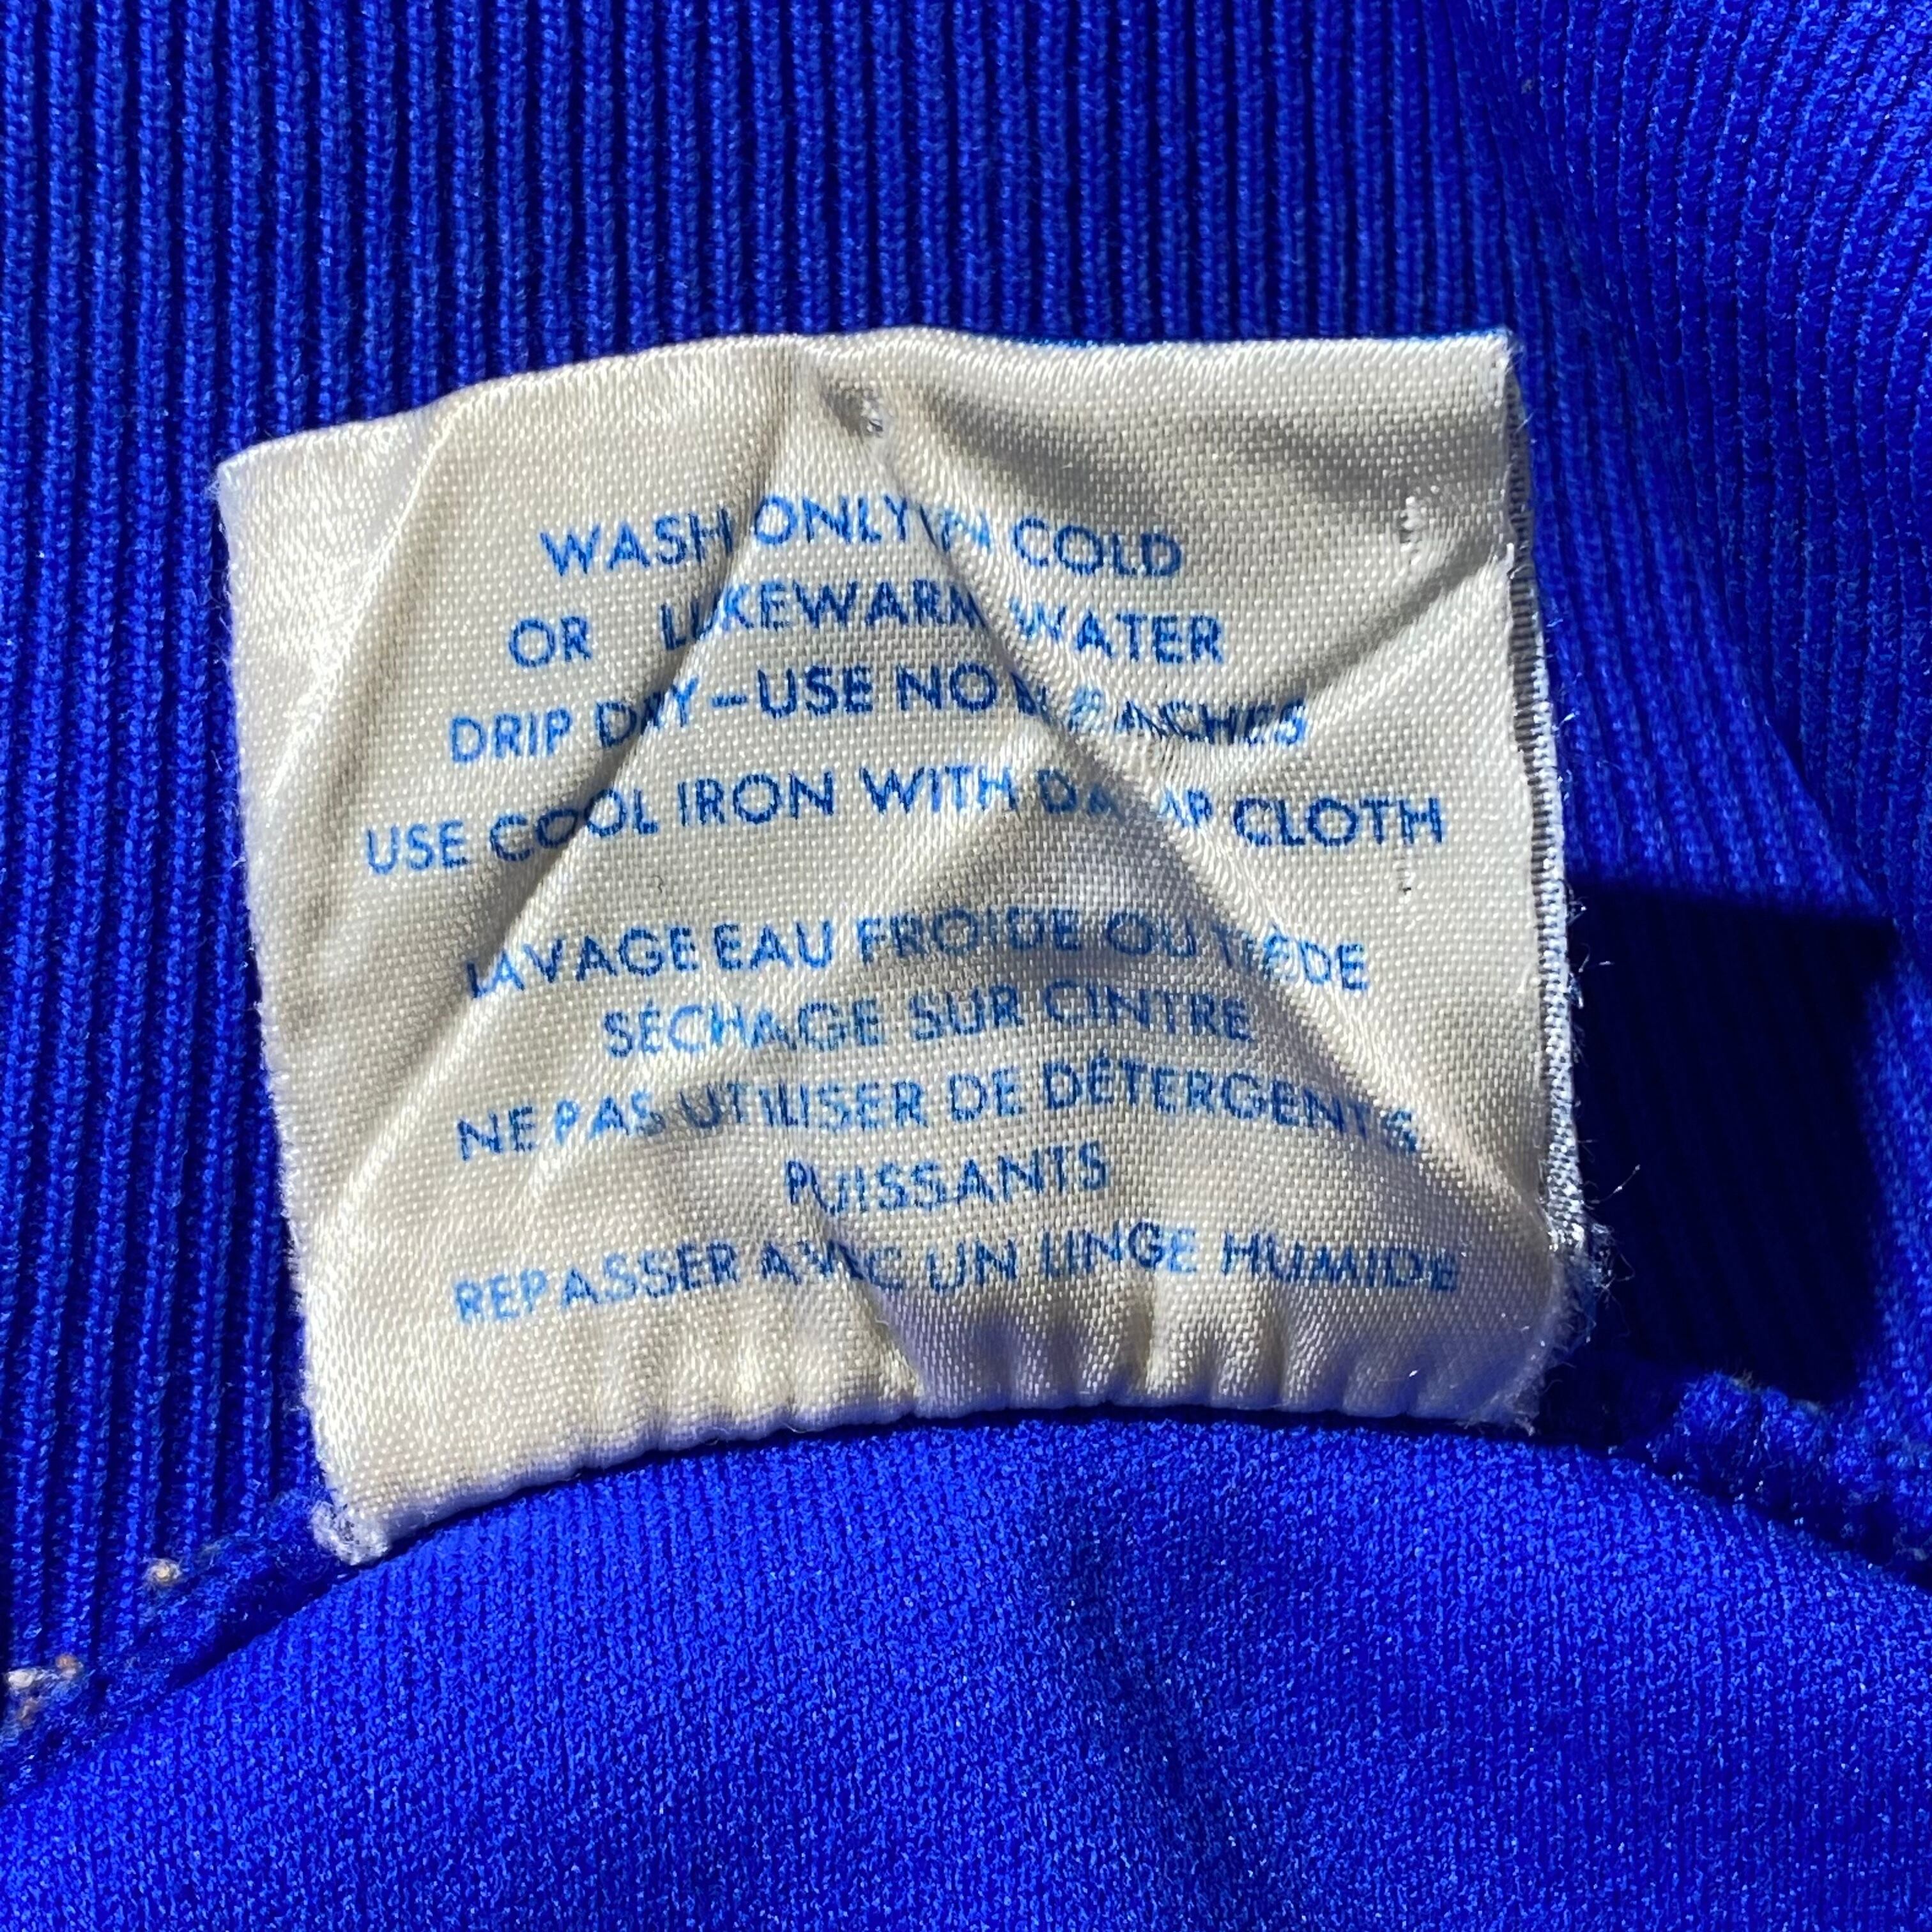 WASH ONLY IN COLD
OR LUKEWARM WATER
DRIP DRY-USE NO BLEACHES
USE COOL IRON WITH DAMP CLOTH
LAVAGE EAU FROIDE OU TIÈDE
SÉCHAGE SUR CINTRE
NE PAS UTILISER DE DÉTERGENTS
PUISSANTS
REPASSER AVEC UN LINGE HUMIDE